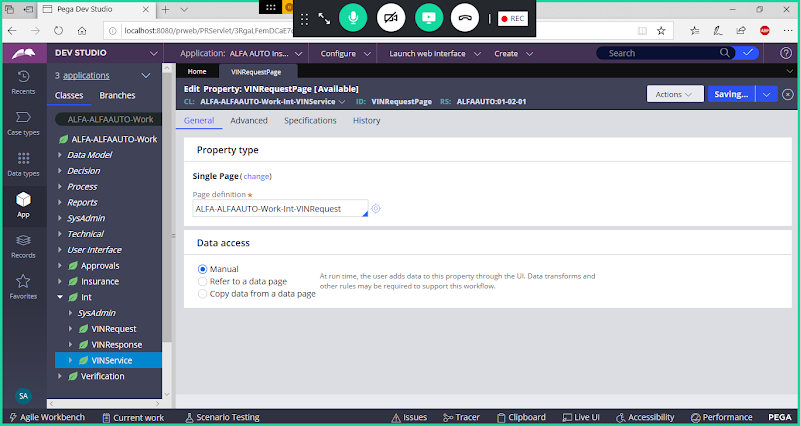 Pega Dev Studio
localhost:8080/prweb/PRServlet/3RgaLFemDCaE7
REC
ABP
DEV STUDIO
Application: ALFA AUTO Ins...
Configure
Launch web interface
Create
Search
Recents
Case types
Data types
App
Records
Favorites
SA
3 applications
Classes
Branches
ALFA-ALFAAUTO-Work
ALFA-ALFAAUTO-Work
Data Model
Decision
Process
Reports
SysAdmin
Technical
User Interface
Approvals
Insurance
Int
SysAdmin
VINRequest
VINResponse
VINService
Verification
Home
VINRequestPage
Edit Property: VINRequestPage [Available]
CL: ALFA-ALFAAUTO-Work-Int-VINService ID: VINRequestPage RS: ALFAAUTO:01-02-01
Actions
Saving...
General
Advanced
Specifications
History
Property type
Single Page (change)
Page definition *
ALFA-ALFAAUTO-Work-Int-VINRequest
Data access
Manual
Refer to a data page
Copy data from a data page
At run time, the user adds data to this property through the UI. Data transforms and
other rules may be required to support this workflow.
Agile Workbench
Current work
Scenario Testing
Issues
Tracer
Clipboard
Live UI
Accessibility
Performance
PEGA